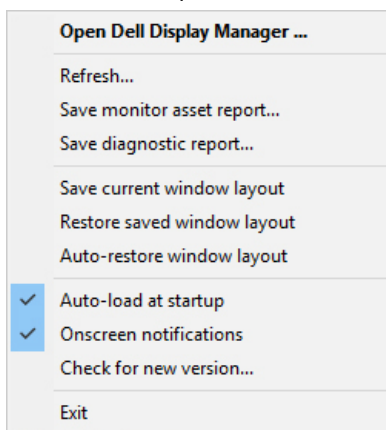 Open Dell Display Manager ...
Refresh...
Save monitor asset report...
Save diagnostic report...
Save current window layout
Restore saved window layout
Auto-restore window layout
Auto-load at startup
Onscreen notifications
Check for new version...
Exit